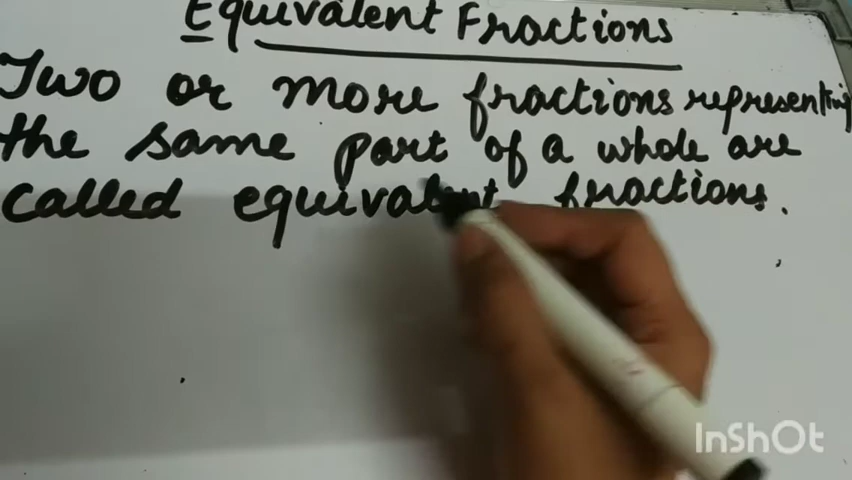 Equivalent Fractions
Two or more fractions representing
the same part of a whole are
called equivalent fractions.
InShOt